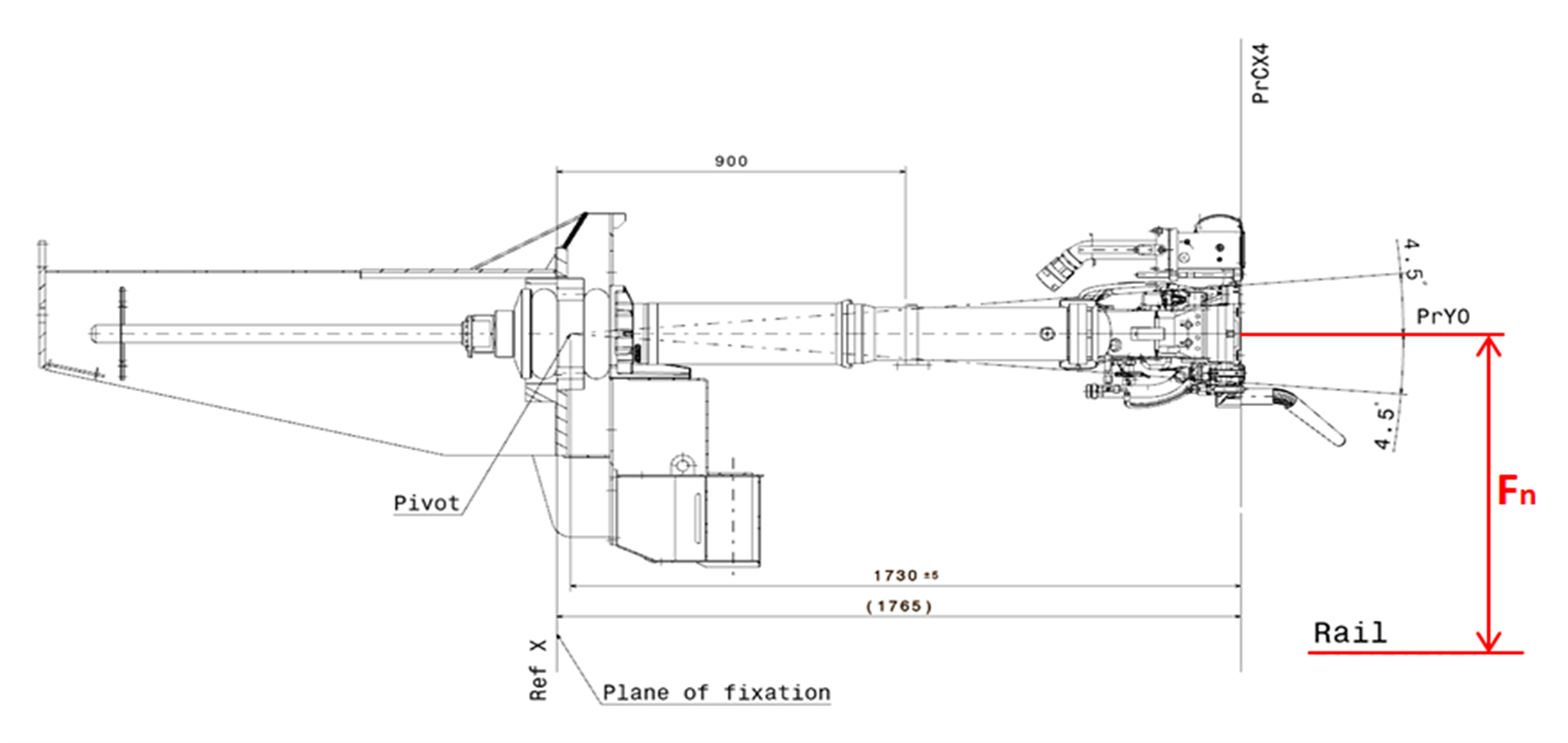 PrCX4
900
4.5°
PrY0
4.5°
Pivot
Fn
1730 ±5
(1765)
Rail
Ref X
Plane of fixation